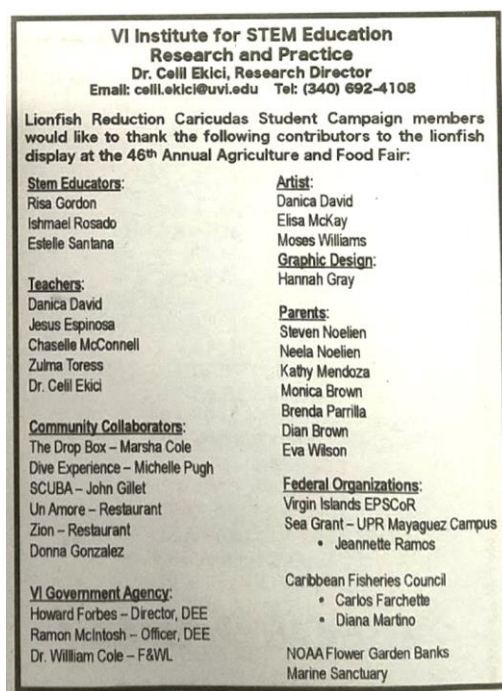 VI Institute for STEM Education
Research and Practice
Dr. Celil Ekici, Research Director
Email: celil.ekici@uvi.edu Tel: (340) 692-4108
Lionfish Reduction Caricudas Student Campaign members
would like to thank the following contributors to the lionfish
display at the 46th Annual Agriculture and Food Fair:
Stem Educators:
Risa Gordon
Ishmael Rosado
Estelle Santana
Teachers:
Danica David
Jesus Espinosa
Chaselle McConnell
Zulma Toress
Dr. Celil Ekici
Community Collaborators:
The Drop Box – Marsha Cole
Dive Experience – Michelle Pugh
SCUBA – John Gillet
Un Amore – Restaurant
Zion – Restaurant
Donna Gonzalez
VI Government Agency:
Howard Forbes – Director, DEE
Ramon McIntosh – Officer, DEE
Dr. Willliam Cole – F&WL
Artist:
Danica David
Elisa McKay
Moses Williams
Graphic Design:
Hannah Gray
Parents:
Steven Noelien
Neela Noelien
Kathy Mendoza
Monica Brown
Brenda Parrilla
Dian Brown
Eva Wilson
Federal Organizations:
Virgin Islands EPSCoR
Sea Grant – UPR Mayaguez Campus
• Jeannette Ramos
Caribbean Fisheries Council
• Carlos Farchette
• Diana Martino
NOAA Flower Garden Banks
Marine Sanctuary